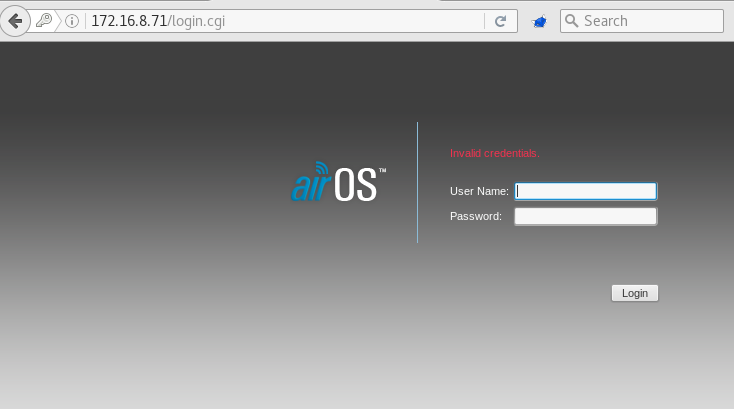 172.16.8.71/login.cgi
Search
Invalid credentials.
airOS™
User Name:
Password:
Login